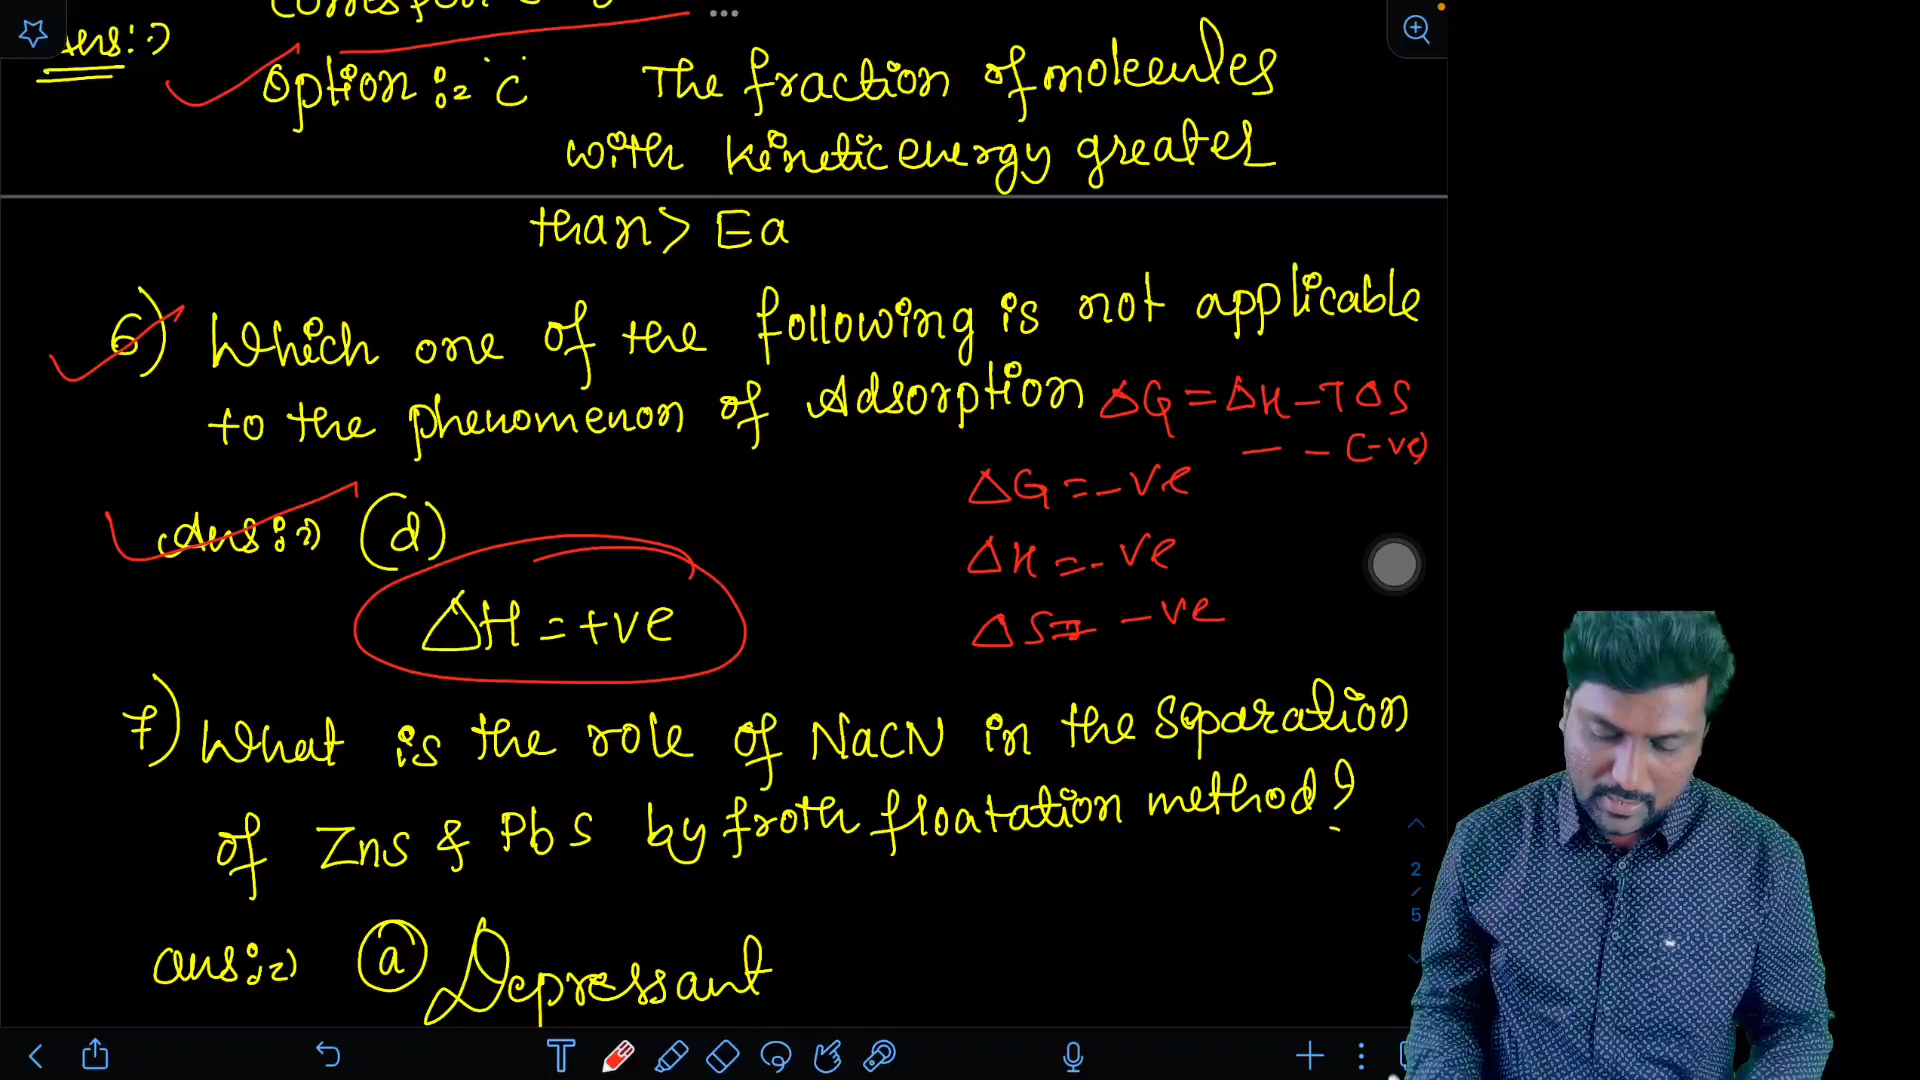 Ans:-)
Option := 'c' The fraction of molecules
with kinetic energy greater
than > Ea
6) Which one of the following is not applicable
to the phenomenon of Adsorption
ΔG = ΔH - TΔS
- - (-ve)
ΔG = -ve
Ans:-) (d)
ΔH = -ve
ΔH = +ve
ΔS = -ve
7) What is the role of NaCN in the separation
of ZnS & PbS by froth floatation method?
2
/
5
ans:-) (a) Depressant
T